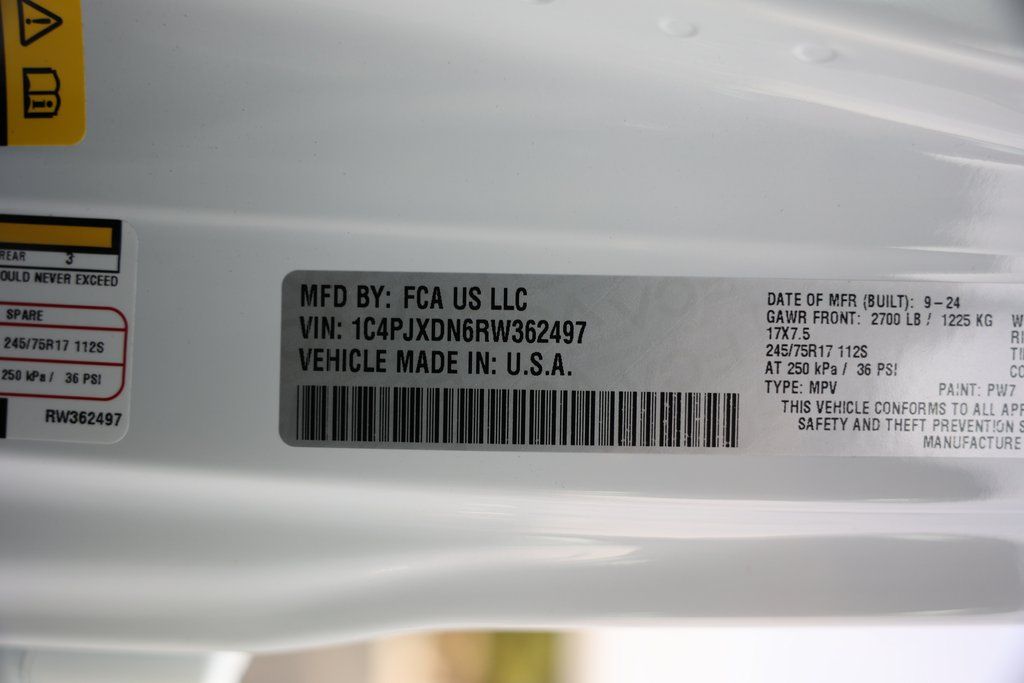 REAR 3
OULD NEVER EXCEED
SPARE
245/75R17 112S
250 kPa / 36 PSI
RW362497
MFD BY: FCA US LLC
VIN: 1C4PJXDN6RW362497
VEHICLE MADE IN: U.S.A.
DATE OF MFR (BUILT): 9-24
GAWR FRONT: 2700 LB / 1225 KG W
17X7.5 RI
245/75R17 112S TI
AT 250 kPa / 36 PSI CO
TYPE: MPV PAINT: PW7
THIS VEHICLE CONFORMS TO ALL APP
SAFETY AND THEFT PREVENTION S
MANUFACTURE